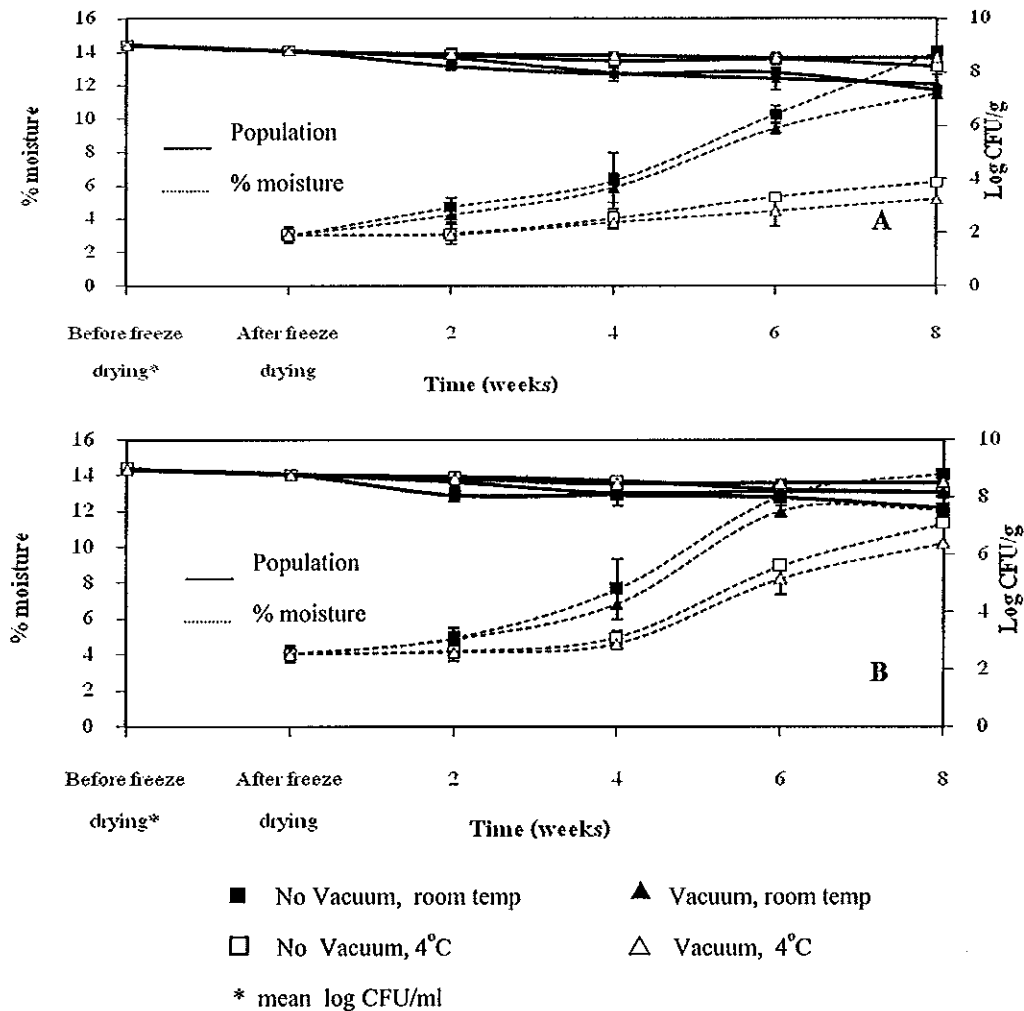 16
14
12
10
8
6
4
2
0
% moisture
10
8
6
4
2
0
Log CFU/g
Population
% moisture
A
Before freeze
drying*
After freeze
drying
2
4
6
8
Time (weeks)
16
14
12
10
8
6
4
2
0
% moisture
10
8
6
4
2
0
Log CFU/g
Population
% moisture
B
Before freeze
drying*
After freeze
drying
2
4
6
8
Time (weeks)
No Vacuum, room temp
Vacuum, room temp
No Vacuum, 4°C
Vacuum, 4°C
* mean log CFU/ml